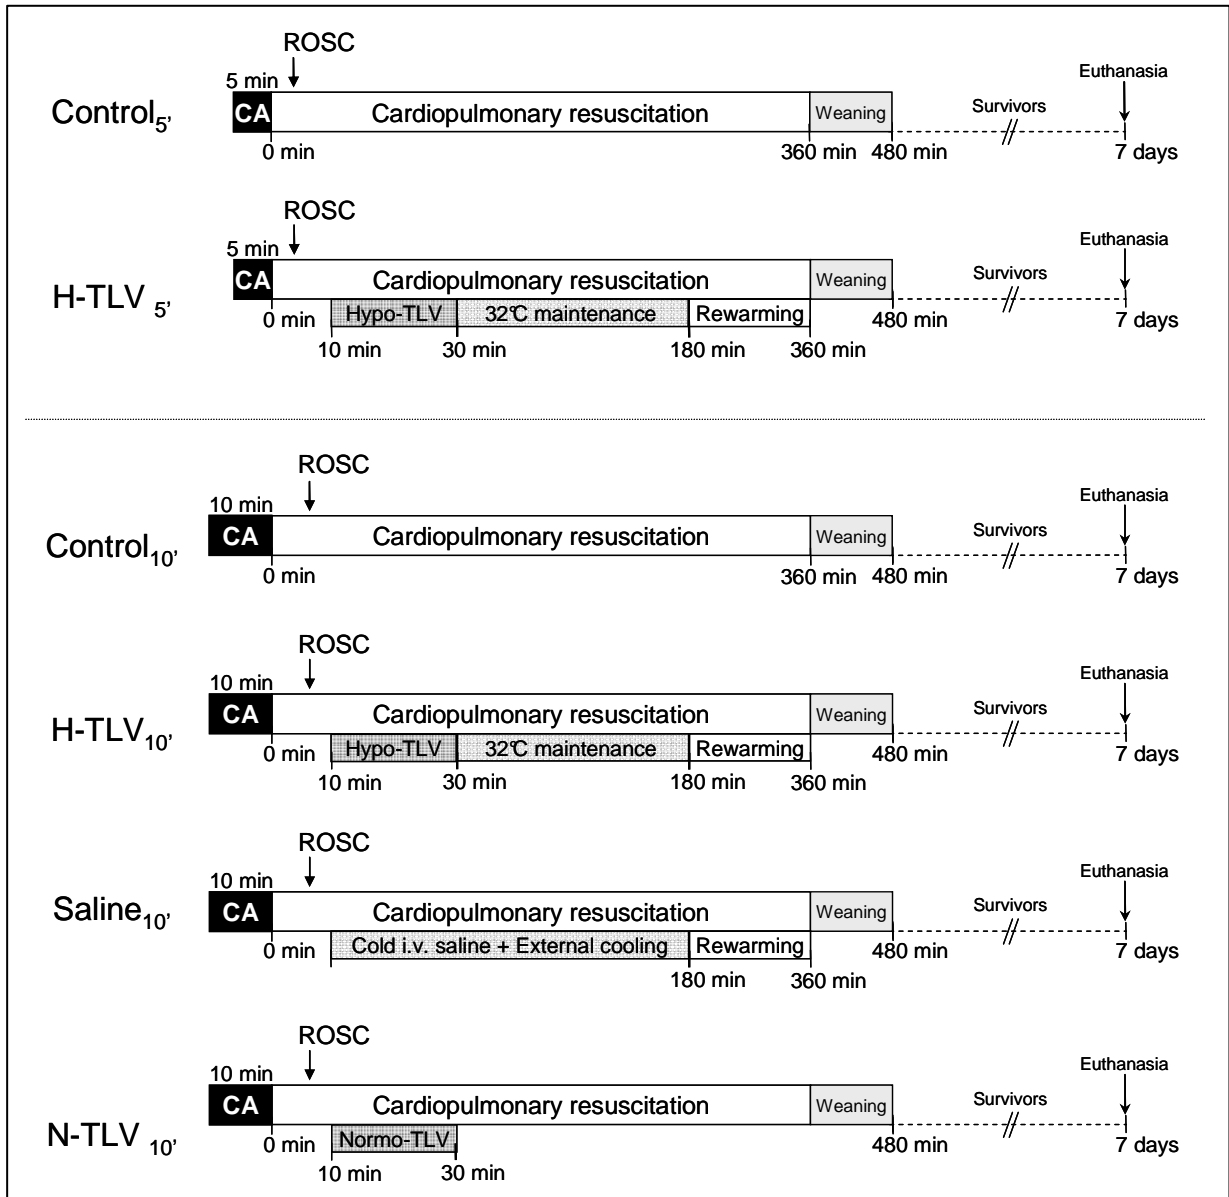 ROSC
5 min
Euthanasia
Control5'
CA
Cardiopulmonary resuscitation
Weaning
Survivors
0 min
360 min
480 min
7 days
ROSC
5 min
Euthanasia
H-TLV 5'
CA
Cardiopulmonary resuscitation
Weaning
Survivors
0 min
Hypo-TLV
32°C maintenance
Rewarming
480 min
7 days
10 min
30 min
180 min
360 min
ROSC
10 min
Euthanasia
Control10'
CA
Cardiopulmonary resuscitation
Weaning
Survivors
0 min
360 min
480 min
7 days
ROSC
10 min
Euthanasia
H-TLV10'
CA
Cardiopulmonary resuscitation
Weaning
Survivors
0 min
Hypo-TLV
32°C maintenance
Rewarming
480 min
7 days
10 min
30 min
180 min
360 min
ROSC
10 min
Euthanasia
Saline10'
CA
Cardiopulmonary resuscitation
Weaning
Survivors
0 min
Cold i.v. saline + External cooling
Rewarming
480 min
7 days
180 min
360 min
ROSC
10 min
Euthanasia
N-TLV 10'
CA
Cardiopulmonary resuscitation
Weaning
Survivors
0 min
Normo-TLV
480 min
7 days
10 min
30 min